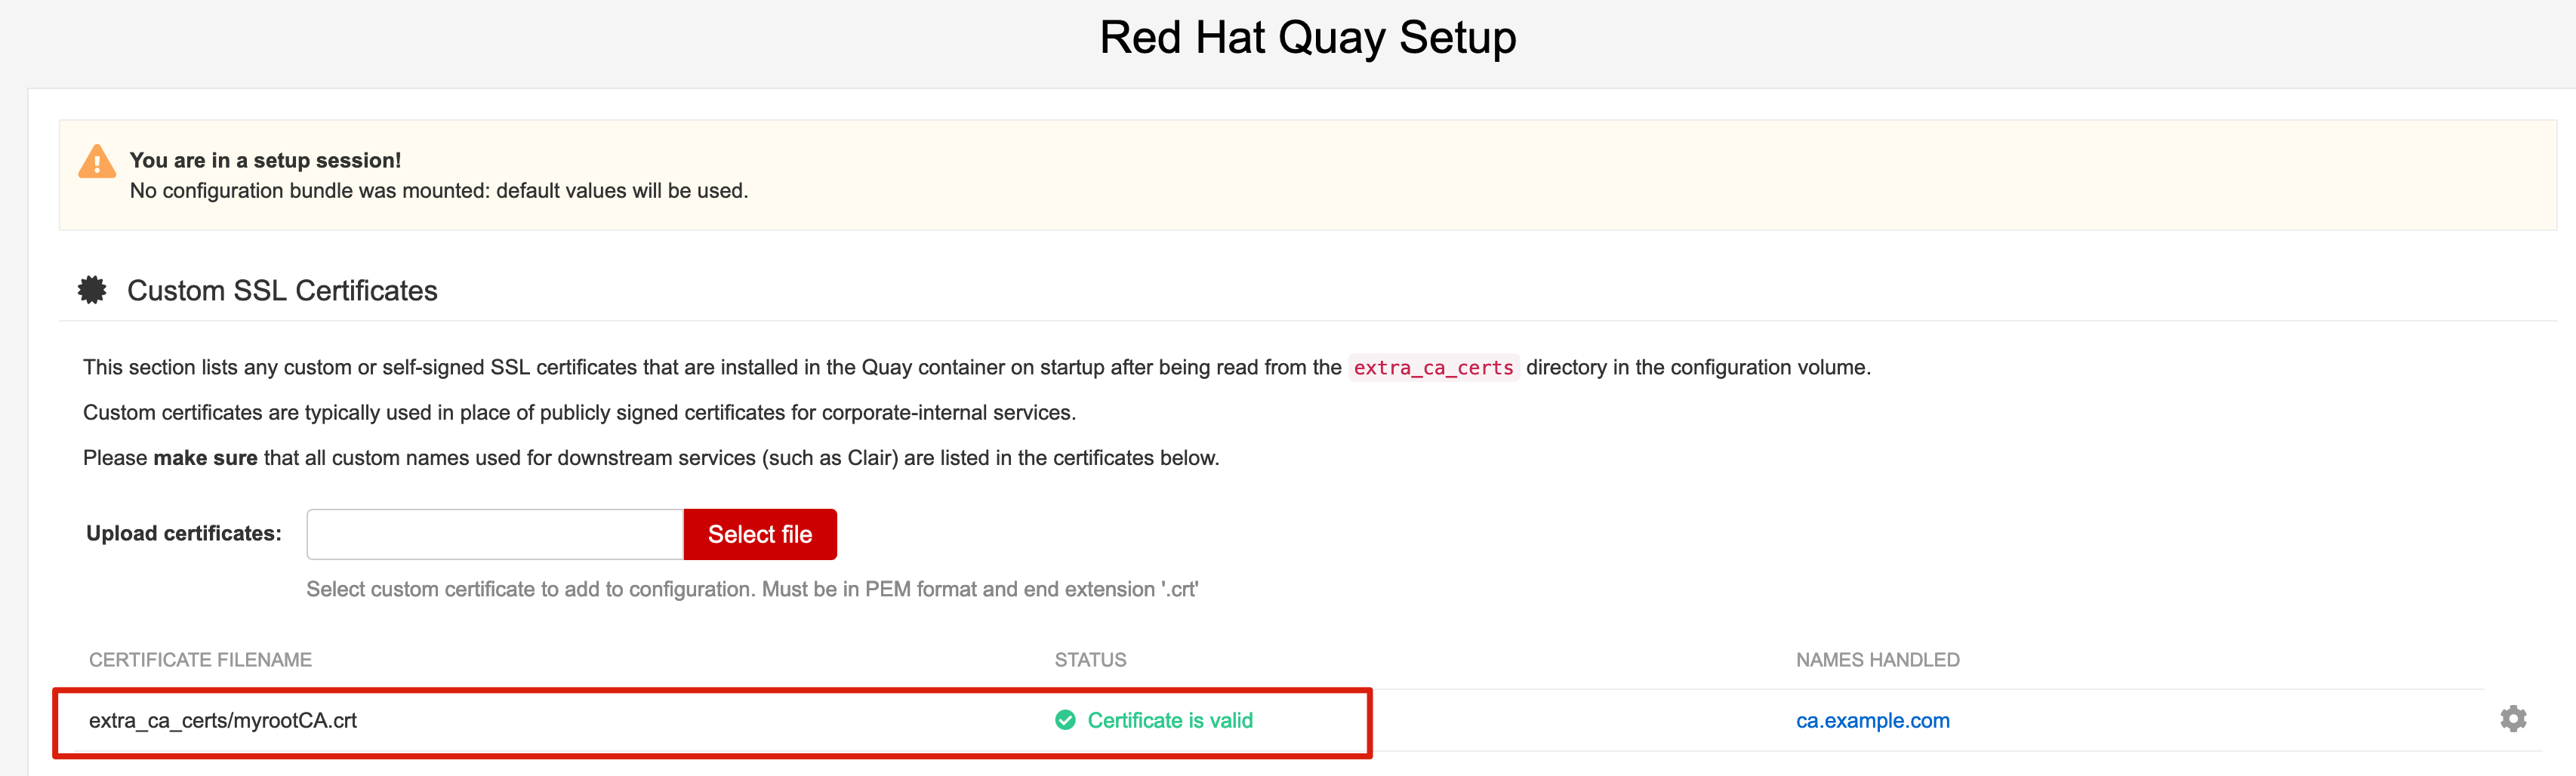 Red Hat Quay Setup
You are in a setup session!
No configuration bundle was mounted: default values will be used.
Custom SSL Certificates
This section lists any custom or self-signed SSL certificates that are installed in the Quay container on startup after being read from the extra_ca_certs directory in the configuration volume.
Custom certificates are typically used in place of publicly signed certificates for corporate-internal services.
Please make sure that all custom names used for downstream services (such as Clair) are listed in the certificates below.
Upload certificates: Select file
Select custom certificate to add to configuration. Must be in PEM format and end extension '.crt'
CERTIFICATE FILENAME STATUS NAMES HANDLED
extra_ca_certs/myrootCA.crt Certificate is valid ca.example.com